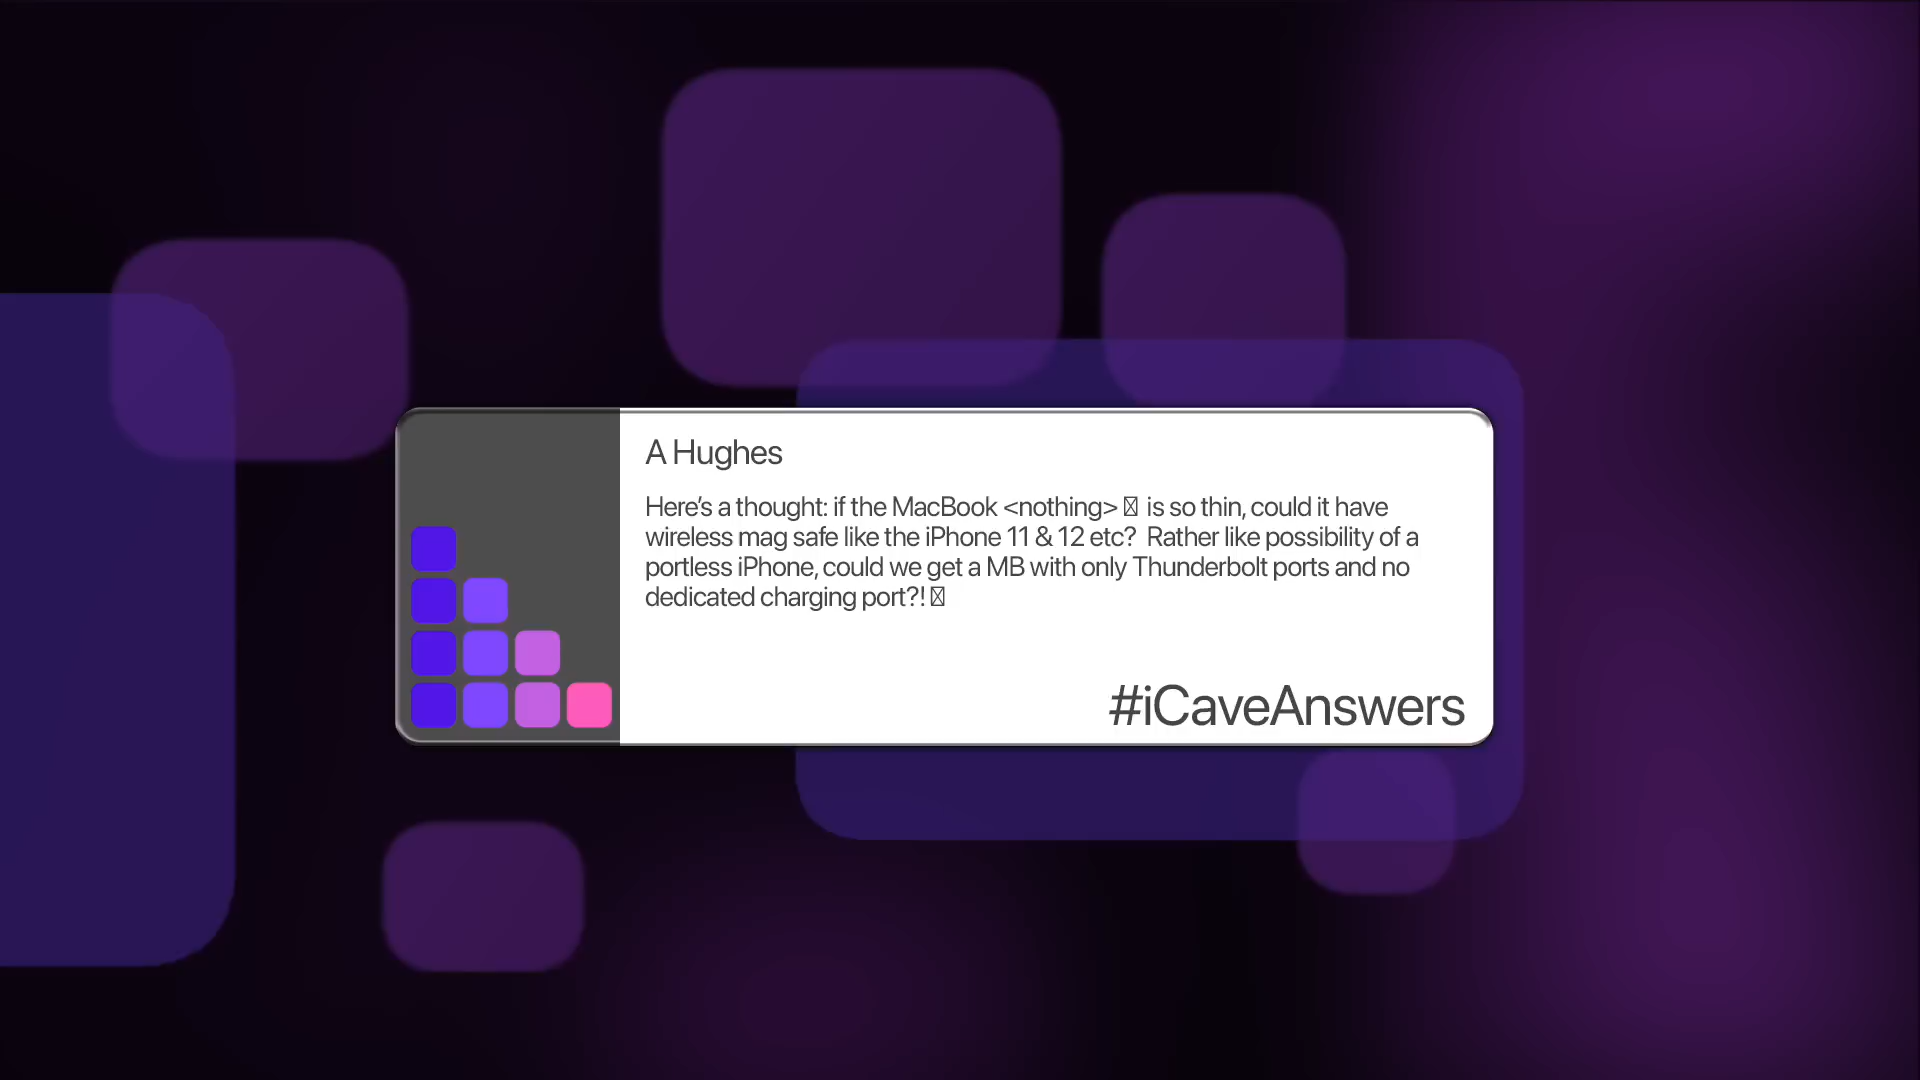 A Hughes
Here’s a thought: if the MacBook <nothing> is so thin, could it have
wireless mag safe like the iPhone 11 & 12 etc?  Rather like possibility of a
portless iPhone, could we get a MB with only Thunderbolt ports and no
dedicated charging port?!
#iCaveAnswers